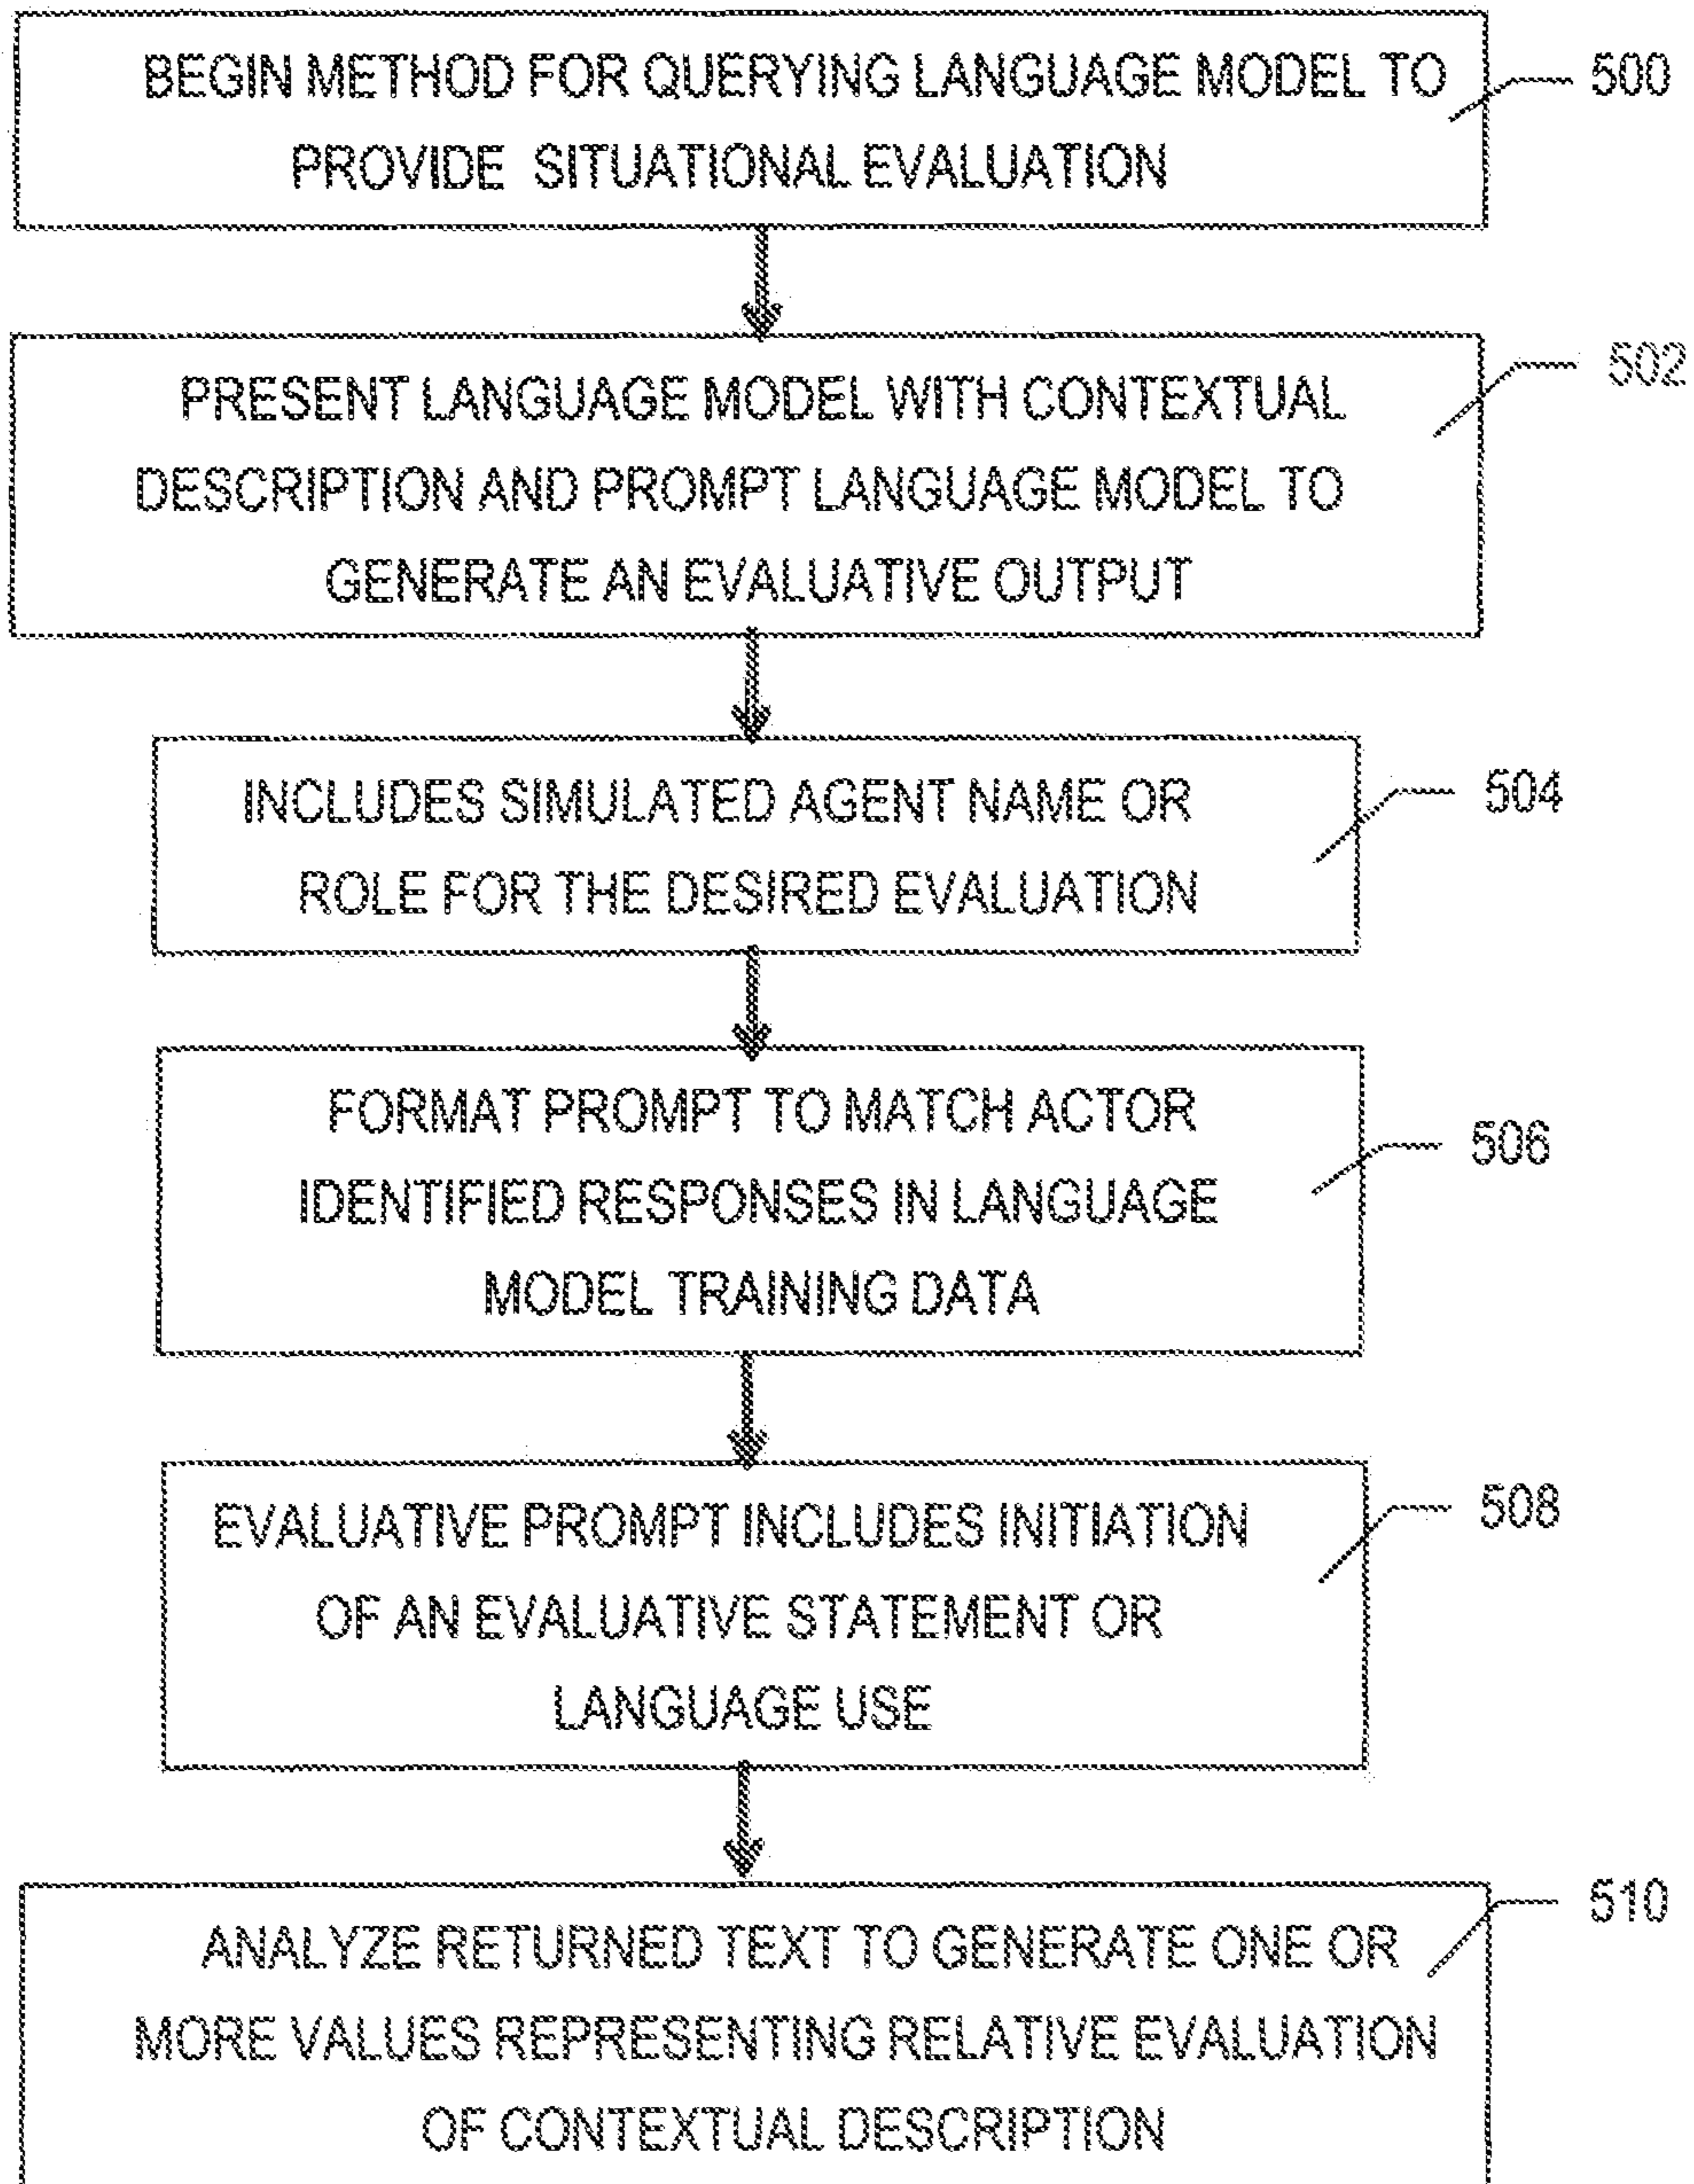 BEGIN METHOD FOR QUERYING LANGUAGE MODEL TO
PROVIDE SITUATIONAL EVALUATION
500
PRESENT LANGUAGE MODEL WITH CONTEXTUAL
DESCRIPTION AND PROMPT LANGUAGE MODEL TO
GENERATE AN EVALUATIVE OUTPUT
502
INCLUDES SIMULATED AGENT NAME OR
ROLE FOR THE DESIRED EVALUATION
504
FORMAT PROMPT TO MATCH ACTOR
IDENTIFIED RESPONSES IN LANGUAGE
MODEL TRAINING DATA
506
EVALUATIVE PROMPT INCLUDES INITIATION
OF AN EVALUATIVE STATEMENT OR
LANGUAGE USE
508
ANALYZE RETURNED TEXT TO GENERATE ONE OR
MORE VALUES REPRESENTING RELATIVE EVALUATION
OF CONTEXTUAL DESCRIPTION
510